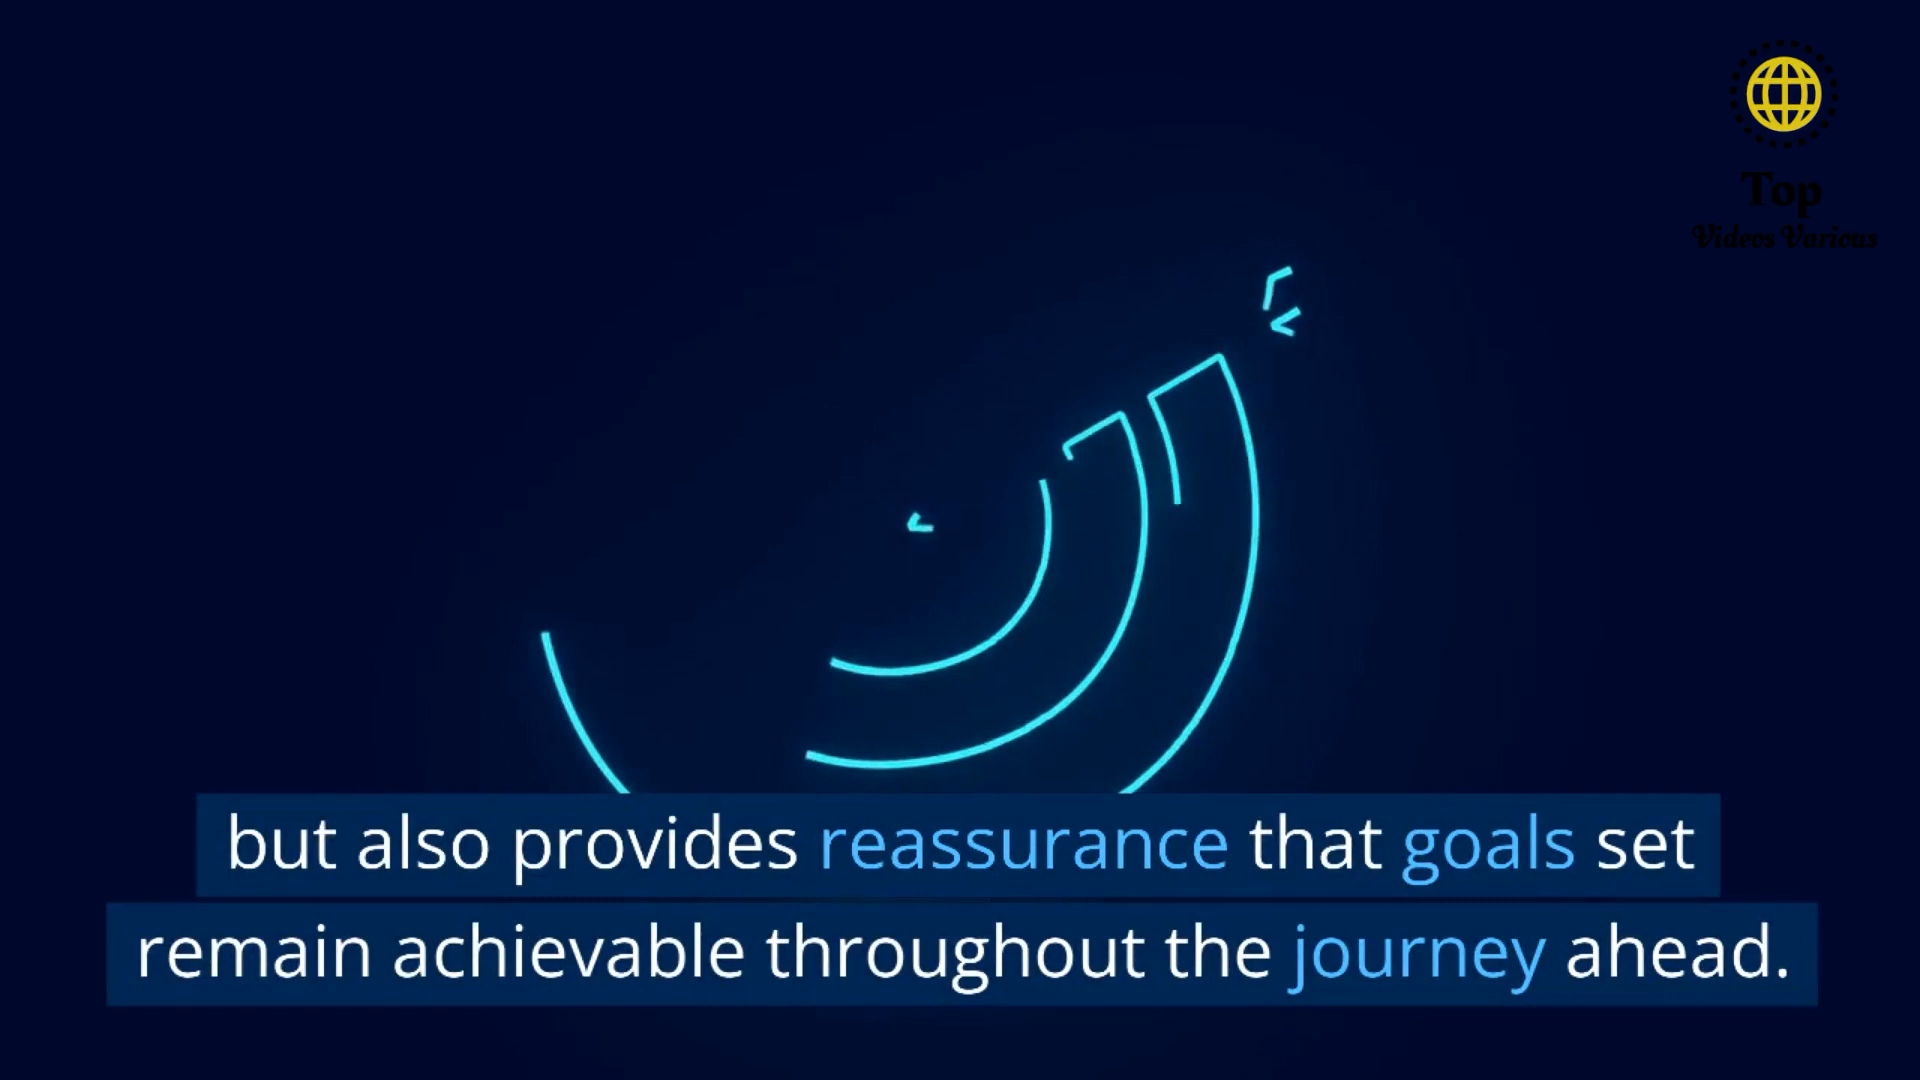 Top
Videos Various
but also provides reassurance that goals set
remain achievable throughout the journey ahead.